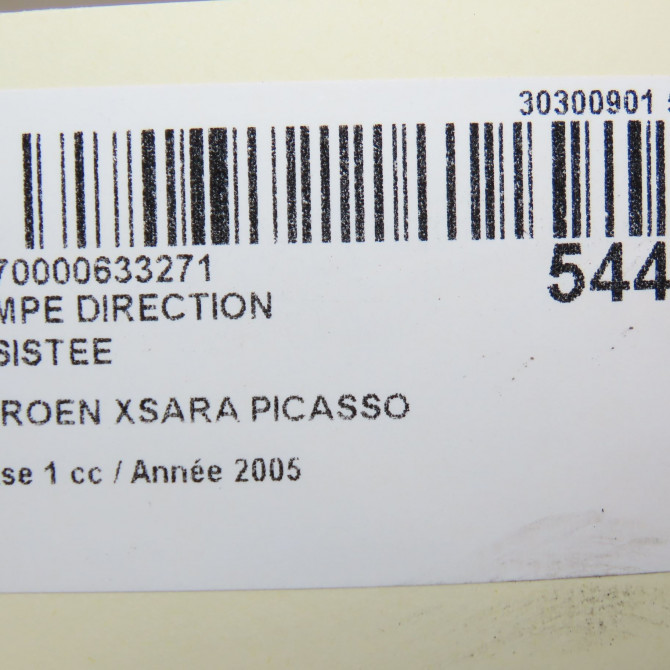 30300901
70000633271
544
MPE DIRECTION
SISTEE
ROEN XSARA PICASSO
se 1 cc / Année 2005